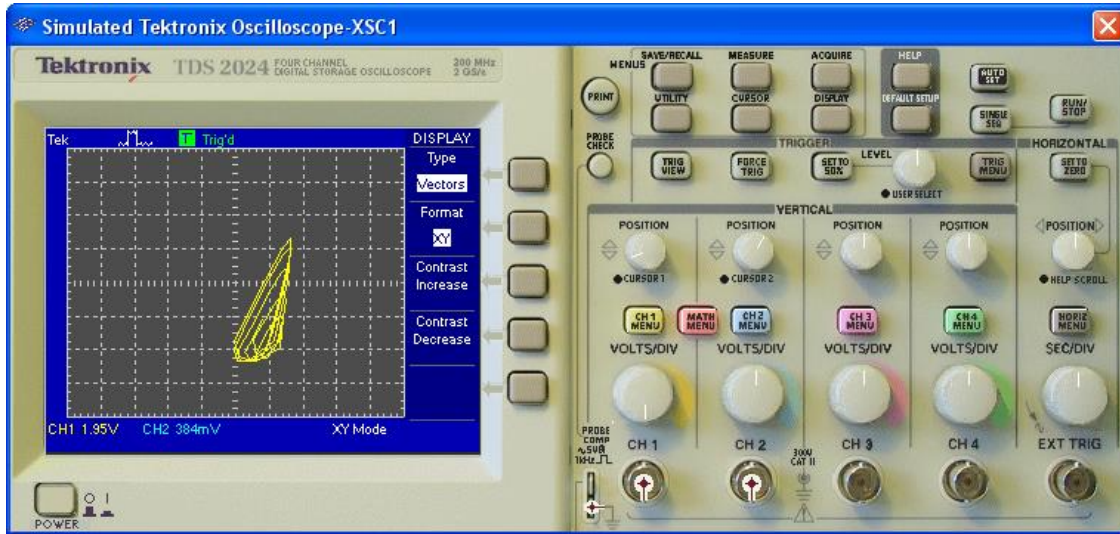 Simulated Tektronix Oscilloscope-XSC1
Tektronix TDS 2024 FOUR CHANNEL DIGITAL STORAGE OSCILLOSCOPE 200 MHz 2 GS/s
Tek T Trig'd DISPLAY
Type
Vectors
Format
XY
Contrast
Increase
Contrast
Decrease
CH1 1.95V CH2 384mV XY Mode
POWER
MENUS
SAVE/RECALL MEASURE ACQUIRE HELP
AUTO SET
PRINT
UTILITY CURSOR DISPLAY DEFAULT SETUP
SINGLE SEQ
RUN/STOP
PROBE CHECK
TRIGGER HORIZONTAL
TRIG VIEW FORCE TRIG SET TO 50% LEVEL TRIG MENU SET TO ZERO
USER SELECT
VERTICAL
POSITION POSITION POSITION POSITION POSITION
CURSOR 1 CURSOR 2 HELP SCROLL
CH 1 MENU MATH MENU CH 2 MENU CH 3 MENU CH 4 MENU HORIZ MENU
VOLTS/DIV VOLTS/DIV VOLTS/DIV VOLTS/DIV SEC/DIV
CH 1 CH 2 CH 3 CH 4 EXT TRIG
PROBE COMP
~5V@
1kHz
300V
CAT II